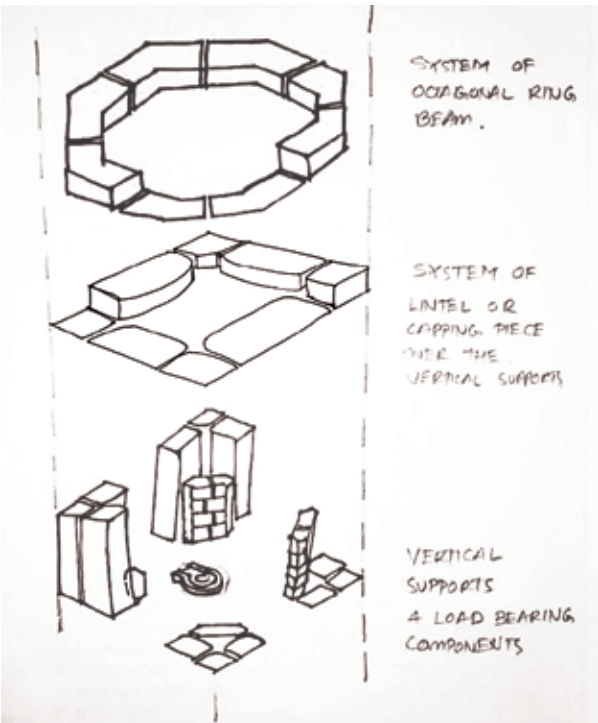 SYSTEM OF
OCTAGONAL RING
BEAM.
SYSTEM OF
LINTEL OR
CAPPING PIECE
OVER THE
VERTICAL SUPPORTS
VERTICAL
SUPPORTS
4 LOAD BEARING
COMPONENTS